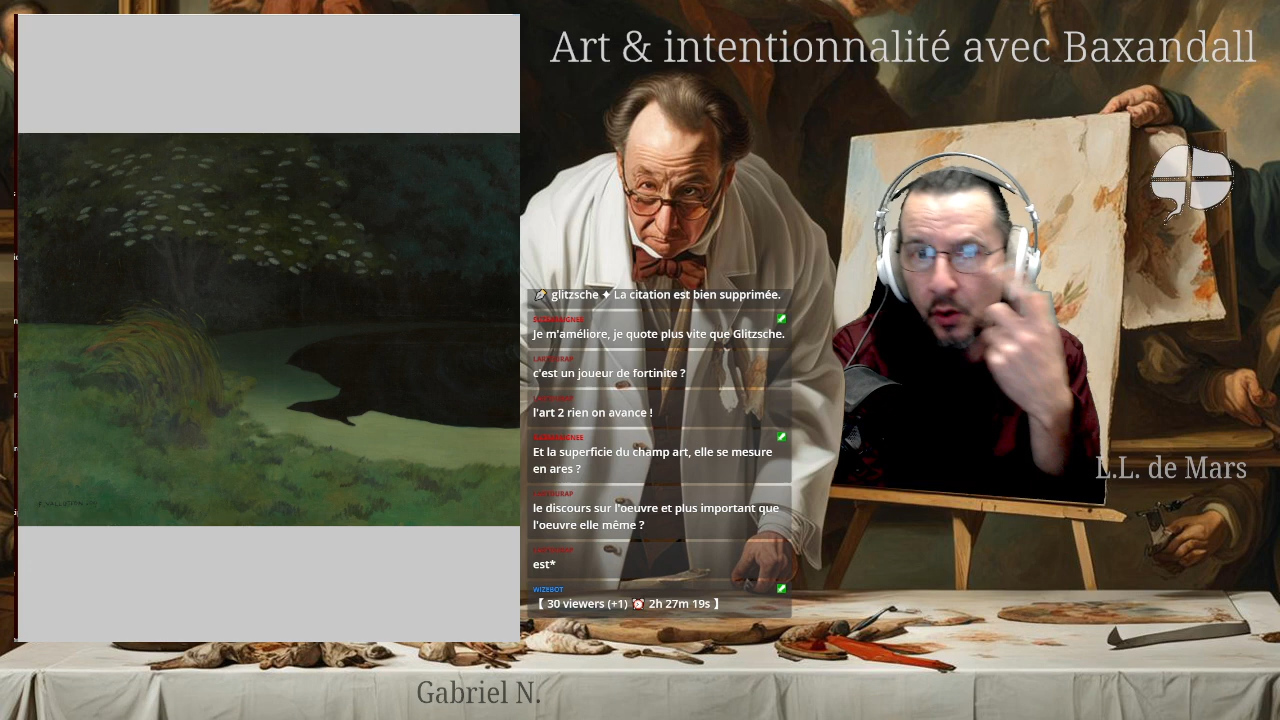 Art & intentionnalité avec Baxandall
glitzsche ✦ La citation est bien supprimée.
Je m'améliore, je quote plus vite que Glitzsche.
c'est un joueur de fortinite ?
l'art 2 rien on avance !
Et la superficie du champ art, elle se mesure
en ares ?
le discours sur l'oeuvre et plus important que
l'oeuvre elle même ?
est*
WIZEBOT
【 30 viewers (+1) ⏰ 2h 27m 19s 】
L.L. de Mars
Gabriel N.